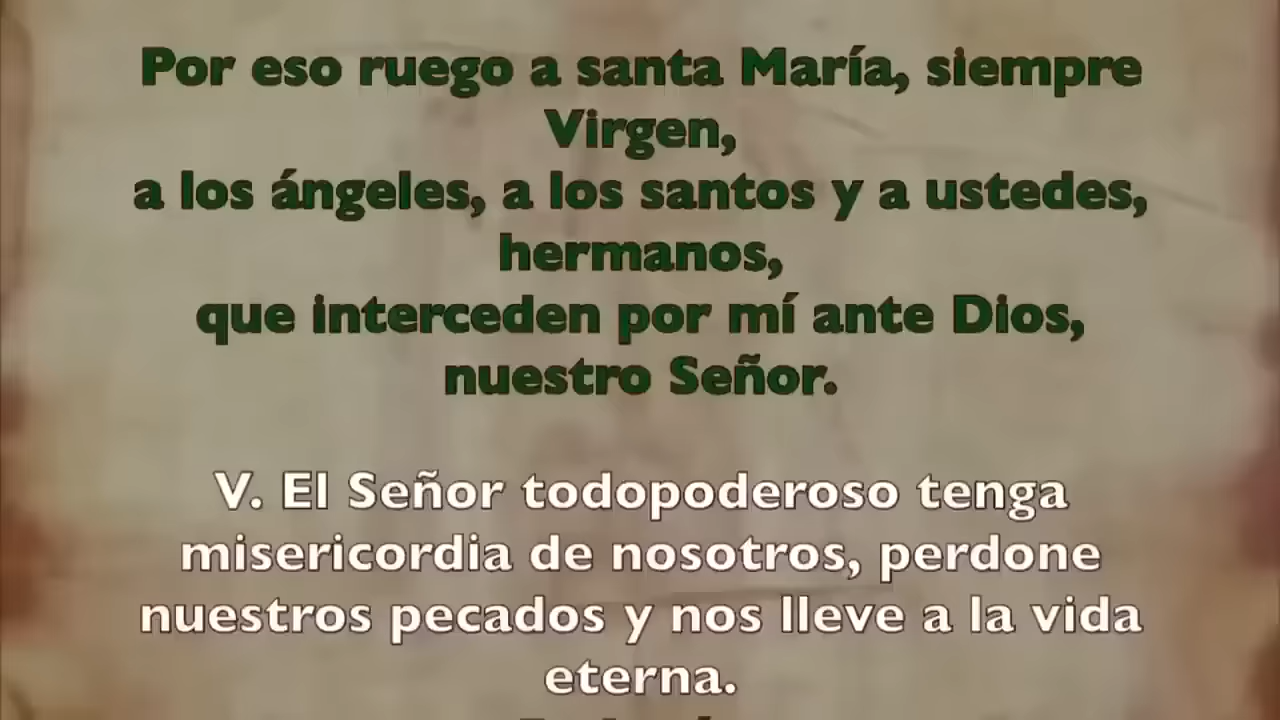 Por eso ruego a santa María, siempre
Virgen,
a los ángeles, a los santos y a ustedes,
hermanos,
que interceden por mí ante Dios,
nuestro Señor.
V. El Señor todopoderoso tenga
misericordia de nosotros, perdone
nuestros pecados y nos lleve a la vida
eterna.